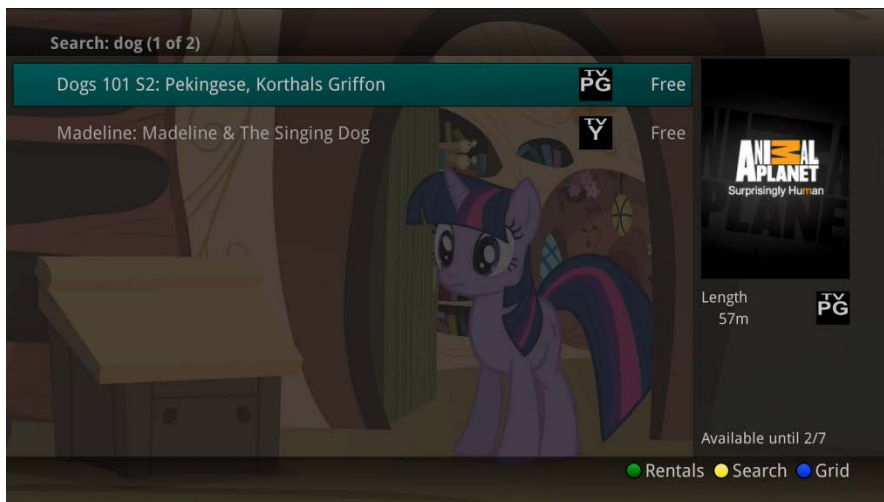 Search: dog (1 of 2)
Dogs 101 S2: Pekingese, Korthals Griffon
TV PG
Free
Madeline: Madeline & The Singing Dog
TV Y
Free
ANIMAL PLANET
Surprisingly Human
Length
57m
TV PG
Available until 2/7
Rentals Search Grid